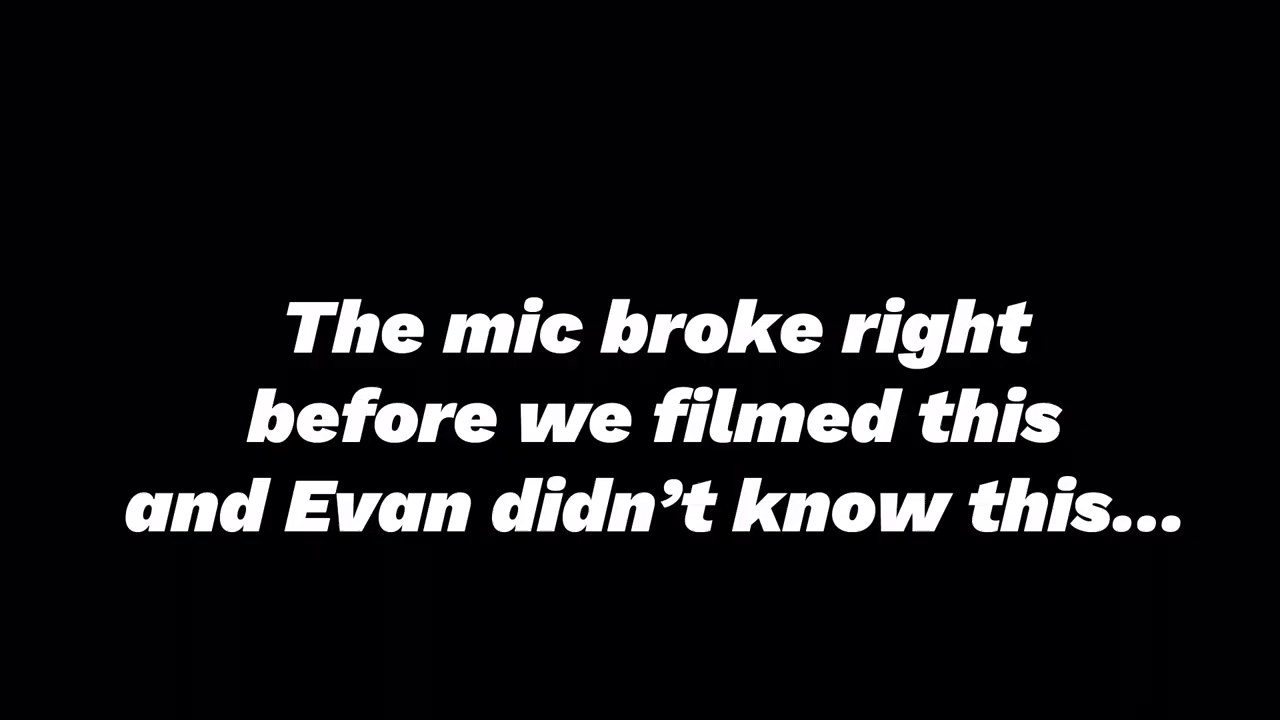 The mic broke right
before we filmed this
and Evan didn’t know this...